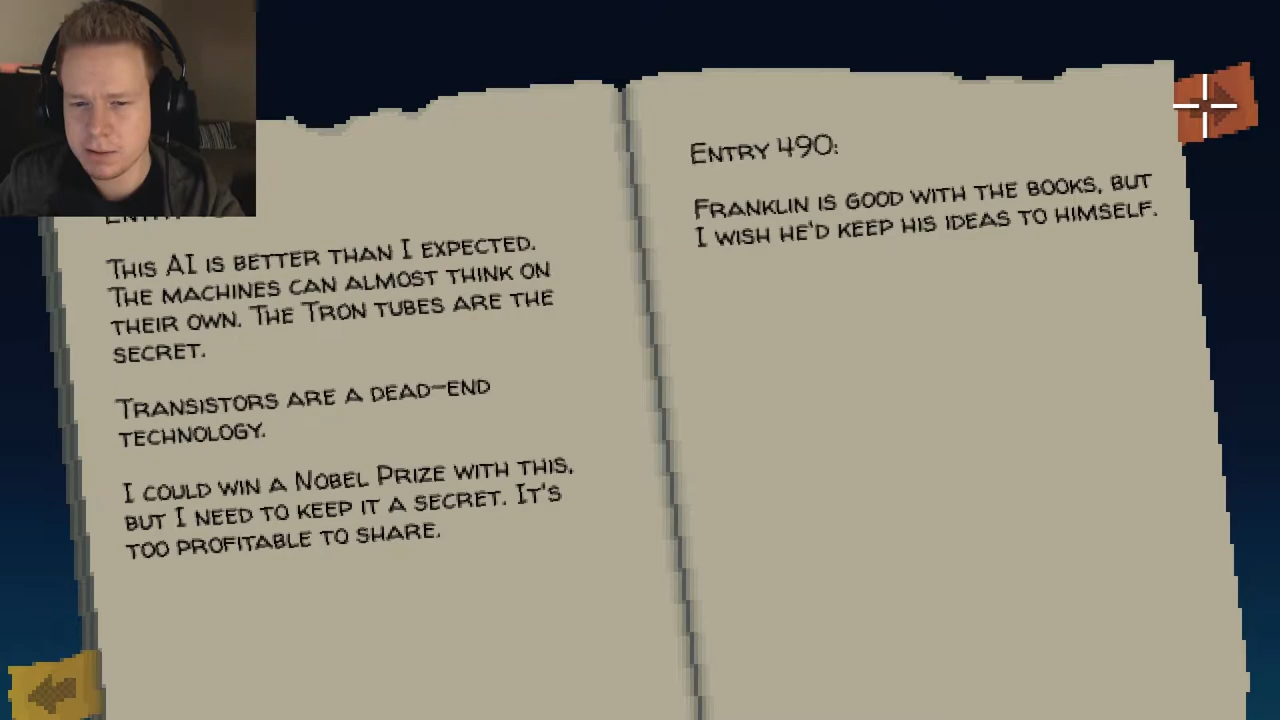 This AI is better than I expected.
The machines can almost think on
their own. The Tron tubes are the
secret.
Transistors are a dead-end
technology.
I could win a Nobel Prize with this,
but I need to keep it a secret. It's
too profitable to share.
Entry 490:
Franklin is good with the books, but
I wish he'd keep his ideas to himself.